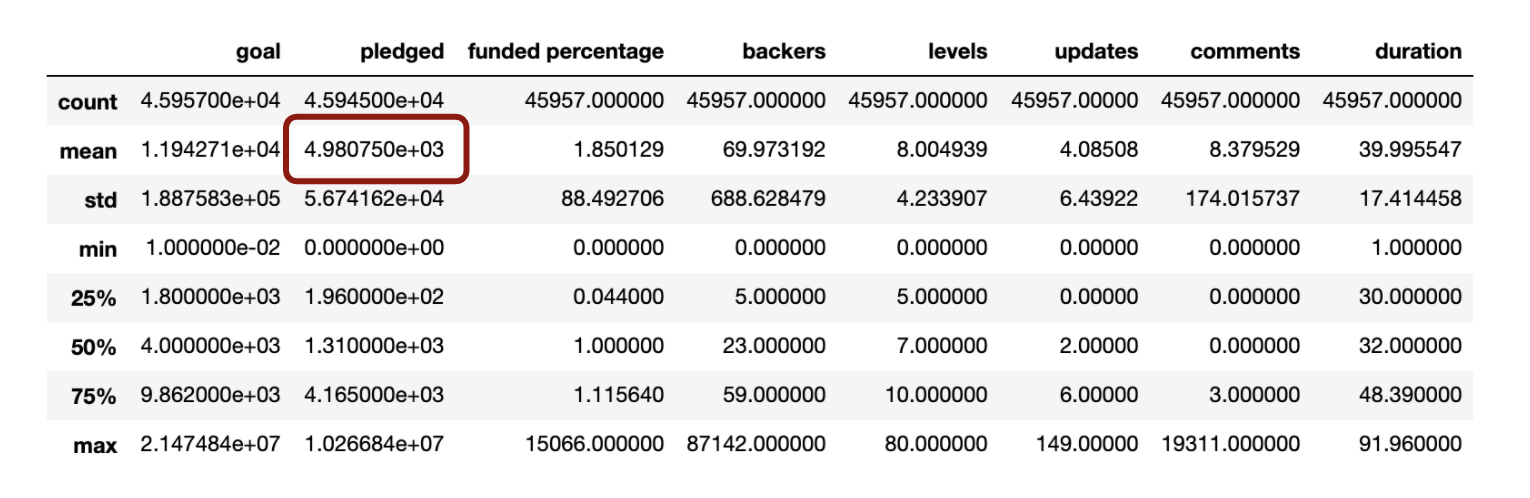 goal pledged funded percentage backers levels updates comments duration
count 4.595700e+04 4.594500e+04 45957.000000 45957.000000 45957.000000 45957.00000 45957.000000 45957.000000
mean 1.194271e+04 4.980750e+03 1.850129 69.973192 8.004939 4.08508 8.379529 39.995547
std 1.887583e+05 5.674162e+04 88.492706 688.628479 4.233907 6.43922 174.015737 17.414458
min 1.000000e-02 0.000000e+00 0.000000 0.000000 0.000000 0.00000 0.000000 1.000000
25% 1.800000e+03 1.960000e+02 0.044000 5.000000 5.000000 0.00000 0.000000 30.000000
50% 4.000000e+03 1.310000e+03 1.000000 23.000000 7.000000 2.00000 0.000000 32.000000
75% 9.862000e+03 4.165000e+03 1.115640 59.000000 10.000000 6.00000 3.000000 48.390000
max 2.147484e+07 1.026684e+07 15066.000000 87142.000000 80.000000 149.00000 19311.000000 91.960000